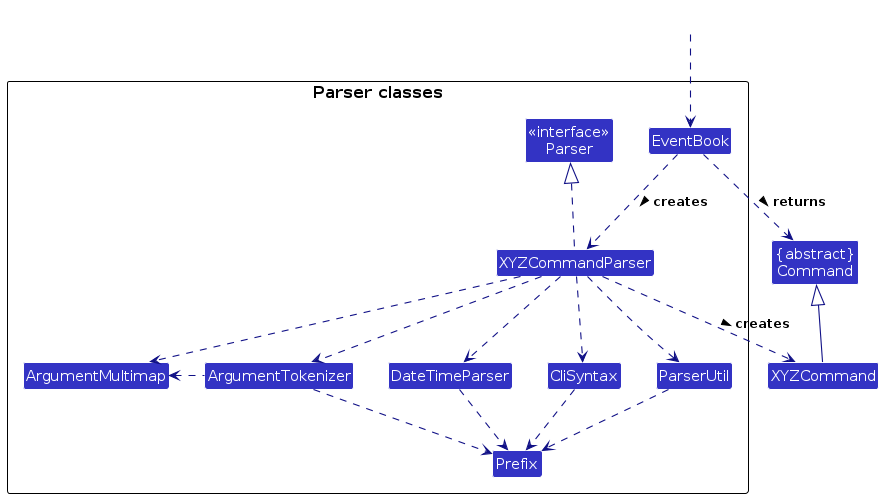 Parser classes
«interface»
Parser
EventBook
creates
returns
{abstract}
Command
XYZCommandParser
creates
ArgumentMultimap
ArgumentTokenizer
DateTimeParser
CliSyntax
ParserUtil
XYZCommand
Prefix